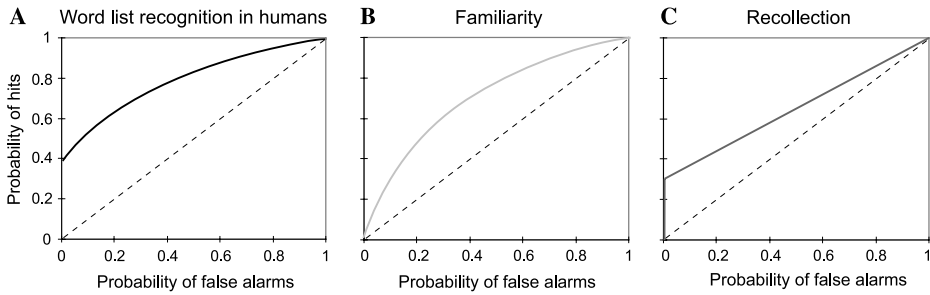 A Word list recognition in humans
B Familiarity
C Recollection
Probability of hits
1
0.8
0.6
0.4
0.2
0
0 0.2 0.4 0.6 0.8 1
0 0.2 0.4 0.6 0.8 1
0 0.2 0.4 0.6 0.8 1
Probability of false alarms
Probability of false alarms
Probability of false alarms